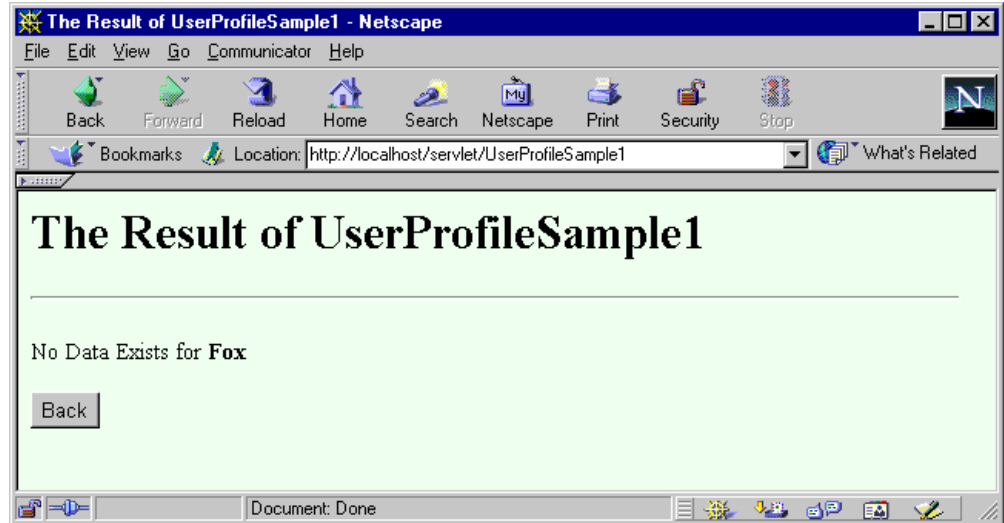 The Result of UserProfileSample1 - Netscape
File Edit View Go Communicator Help
Back Forward Reload Home Search Netscape Print Security Stop
My
N
Bookmarks Location: http://localhost/servlet/UserProfileSample1 What's Related
The Result of UserProfileSample1
No Data Exists for Fox
Back
Document: Done